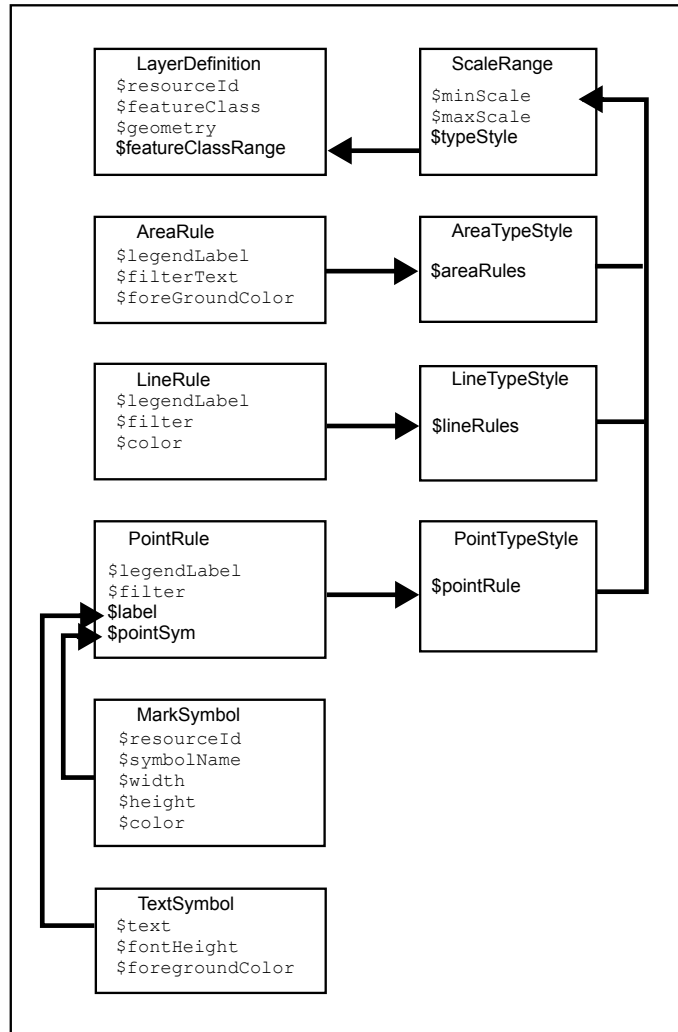 LayerDefinition
$resourceId
$featureClass
$geometry
$featureClassRange
ScaleRange
$minScale
$maxScale
$typeStyle
AreaRule
$legendLabel
$filterText
$foreGroundColor
AreaTypeStyle
$areaRules
LineRule
$legendLabel
$filter
$color
LineTypeStyle
$lineRules
PointRule
$legendLabel
$filter
$label
$pointSym
PointTypeStyle
$pointRule
MarkSymbol
$resourceId
$symbolName
$width
$height
$color
TextSymbol
$text
$fontHeight
$foregroundColor